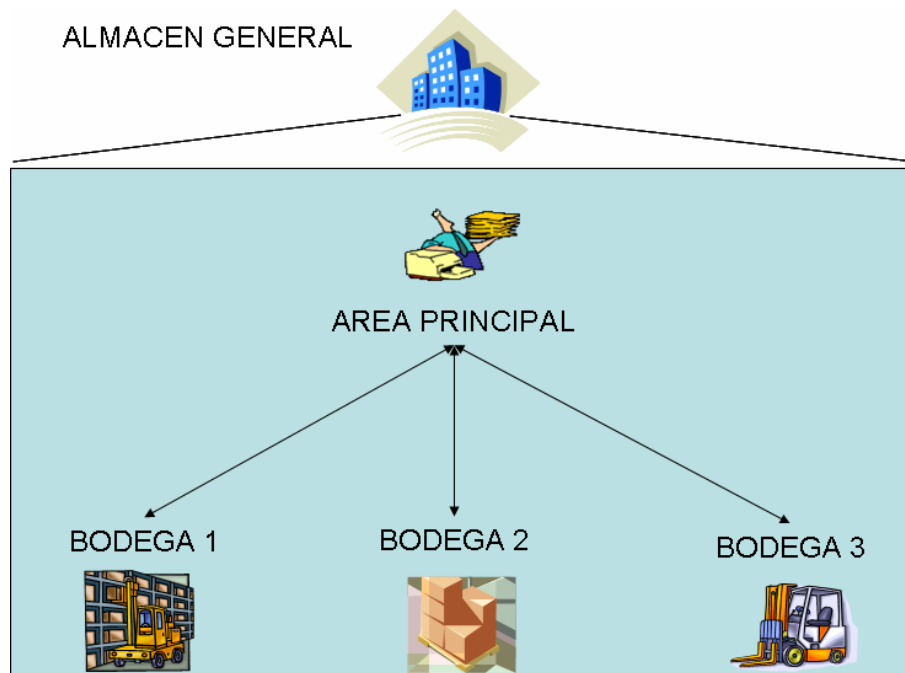 ALMACEN GENERAL
AREA PRINCIPAL
BODEGA 1
BODEGA 2
BODEGA 3